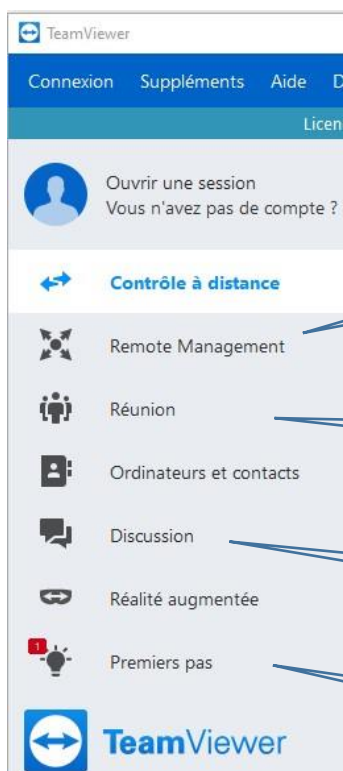 TeamViewer
Connexion Suppléments Aide D
Licen
Ouvrir une session
Vous n'avez pas de compte ?
Contrôle à distance
Remote Management
Réunion
Ordinateurs et contacts
Discussion
Réalité augmentée
1
Premiers pas
TeamViewer